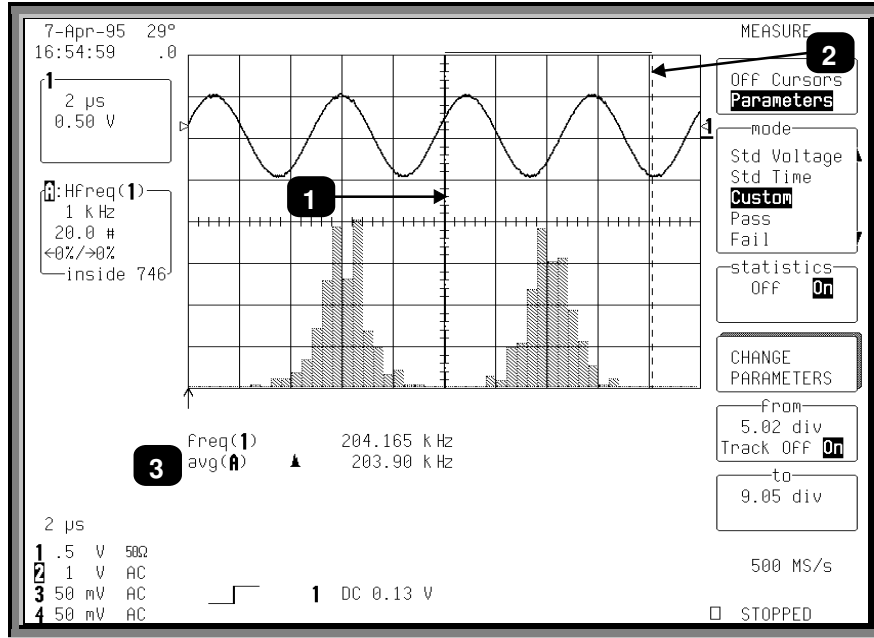 7-Apr-95 29°
16:54:59 .0
1
2 µs
0.50 V
A:Hfreq(1)
1 kHz
20.0 #
←0%/→0%
inside 746
1
2
3
1
freq(1) 204.165 kHz
avg(A) 203.90 kHz
MEASURE
Off Cursors
Parameters
mode
Std Voltage
Std Time
Custom
Pass
Fail
statistics
Off On
CHANGE
PARAMETERS
from
5.02 div
Track Off On
to
9.05 div
2 µs
1 .5 V 50Ω
2 1 V AC
3 50 mV AC
4 50 mV AC
1 DC 0.13 V
500 MS/s
STOPPED